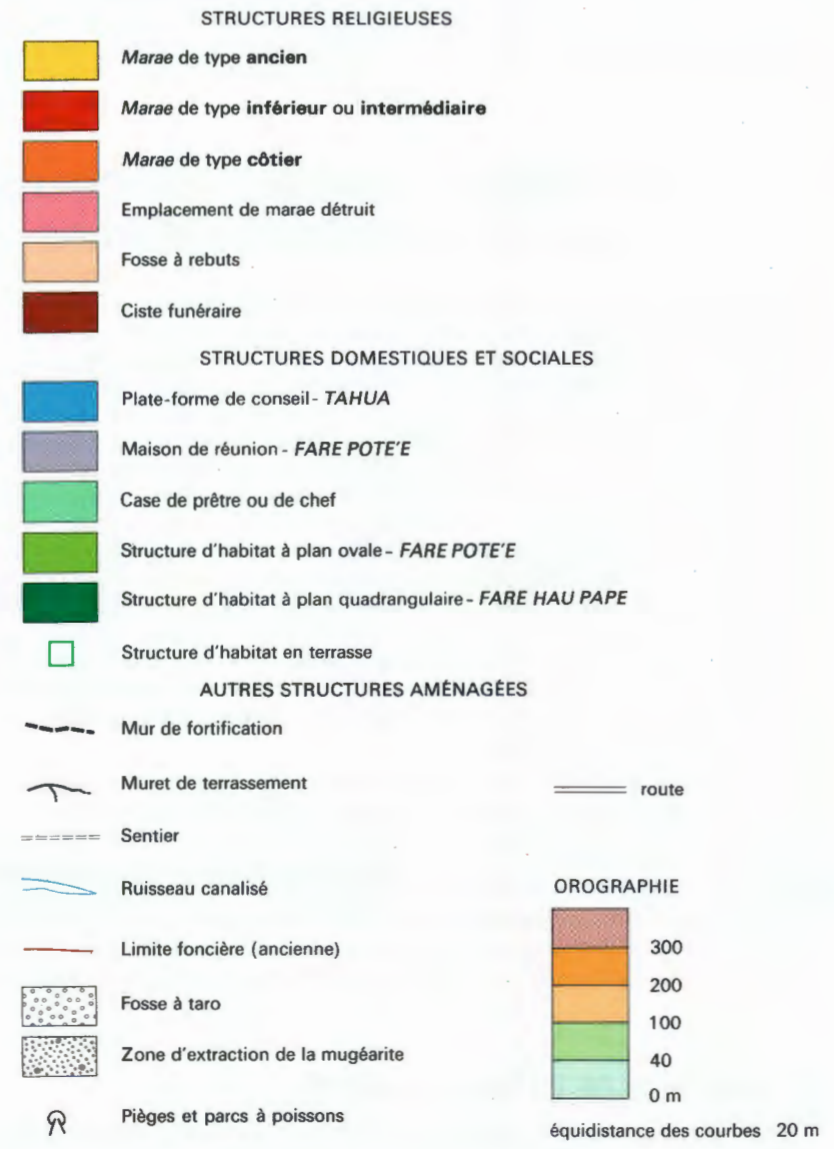 STRUCTURES RELIGIEUSES
Marae de type ancien
Marae de type inférieur ou intermédiaire
Marae de type côtier
Emplacement de marae détruit
Fosse à rebuts
Ciste funéraire
STRUCTURES DOMESTIQUES ET SOCIALES
Plate-forme de conseil - TAHUA
Maison de réunion - FARE POTE'E
Case de prêtre ou de chef
Structure d'habitat à plan ovale - FARE POTE'E
Structure d'habitat à plan quadrangulaire - FARE HAU PAPE
Structure d'habitat en terrasse
AUTRES STRUCTURES AMÉNAGÉES
Mur de fortification
Muret de terrassement
Sentier
Ruisseau canalisé
Limite foncière (ancienne)
Fosse à taro
Zone d'extraction de la mugéarite
Pièges et parcs à poissons
route
OROGRAPHIE
300
200
100
40
0 m
équidistance des courbes 20 m